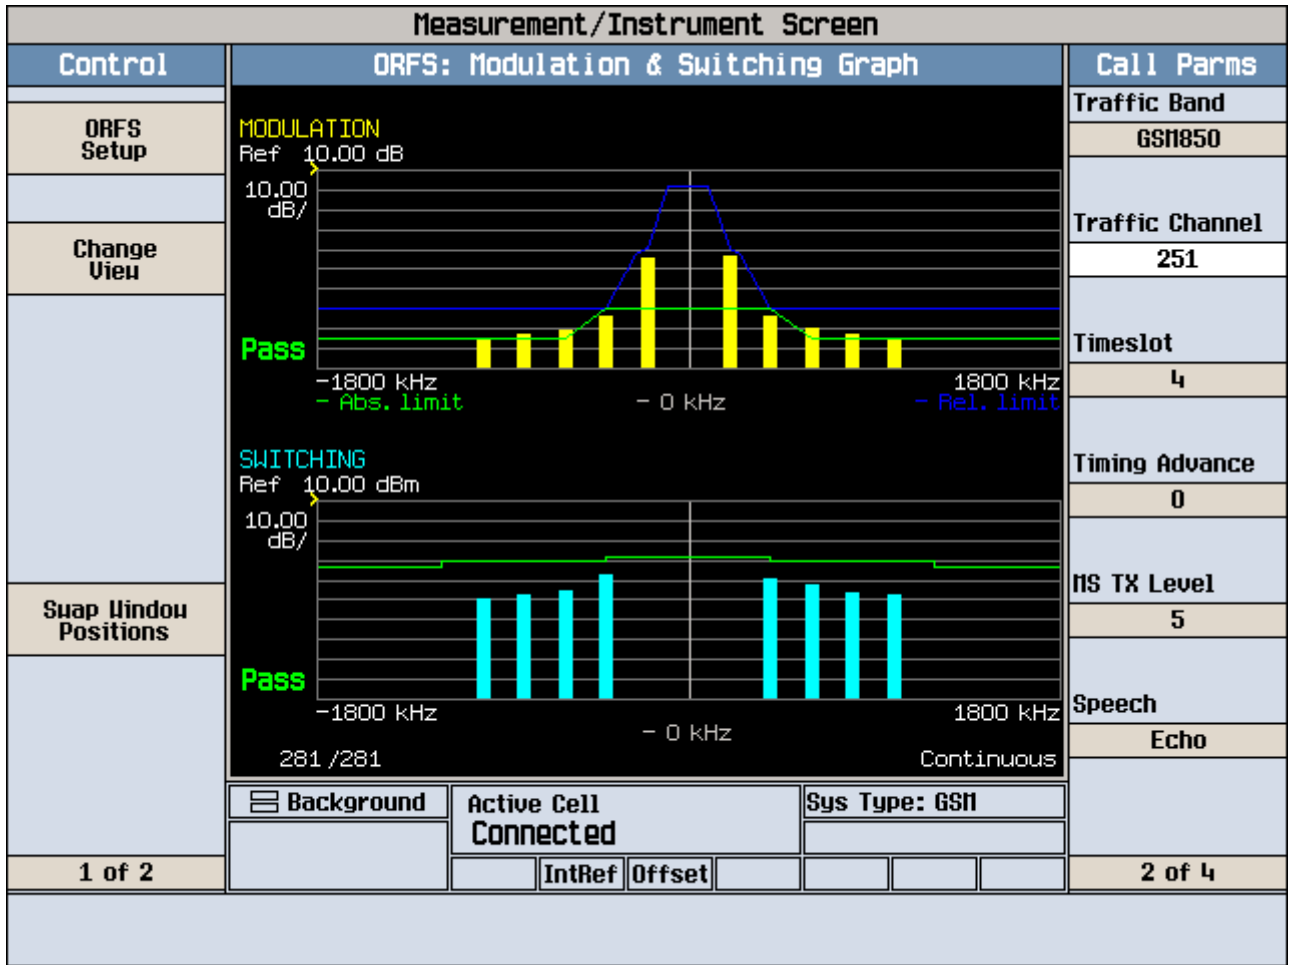 Measurement/Instrument Screen
Control
ORFS: Modulation & Switching Graph
Call Parms
ORFS
Setup
Change
View
Swap Window
Positions
1 of 2
MODULATION
Ref 10.00 dB
10.00
dB/
Pass
-1800 kHz
1800 kHz
- Abs. limit
- 0 kHz
- Rel. limit
SWITCHING
Ref 10.00 dBm
10.00
dB/
Pass
-1800 kHz
1800 kHz
- 0 kHz
281/281
Continuous
Background
Active Cell
Connected
Sys Type: GSM
IntRef
Offset
Traffic Band
GSM850
Traffic Channel
251
Timeslot
4
Timing Advance
0
MS TX Level
5
Speech
Echo
2 of 4